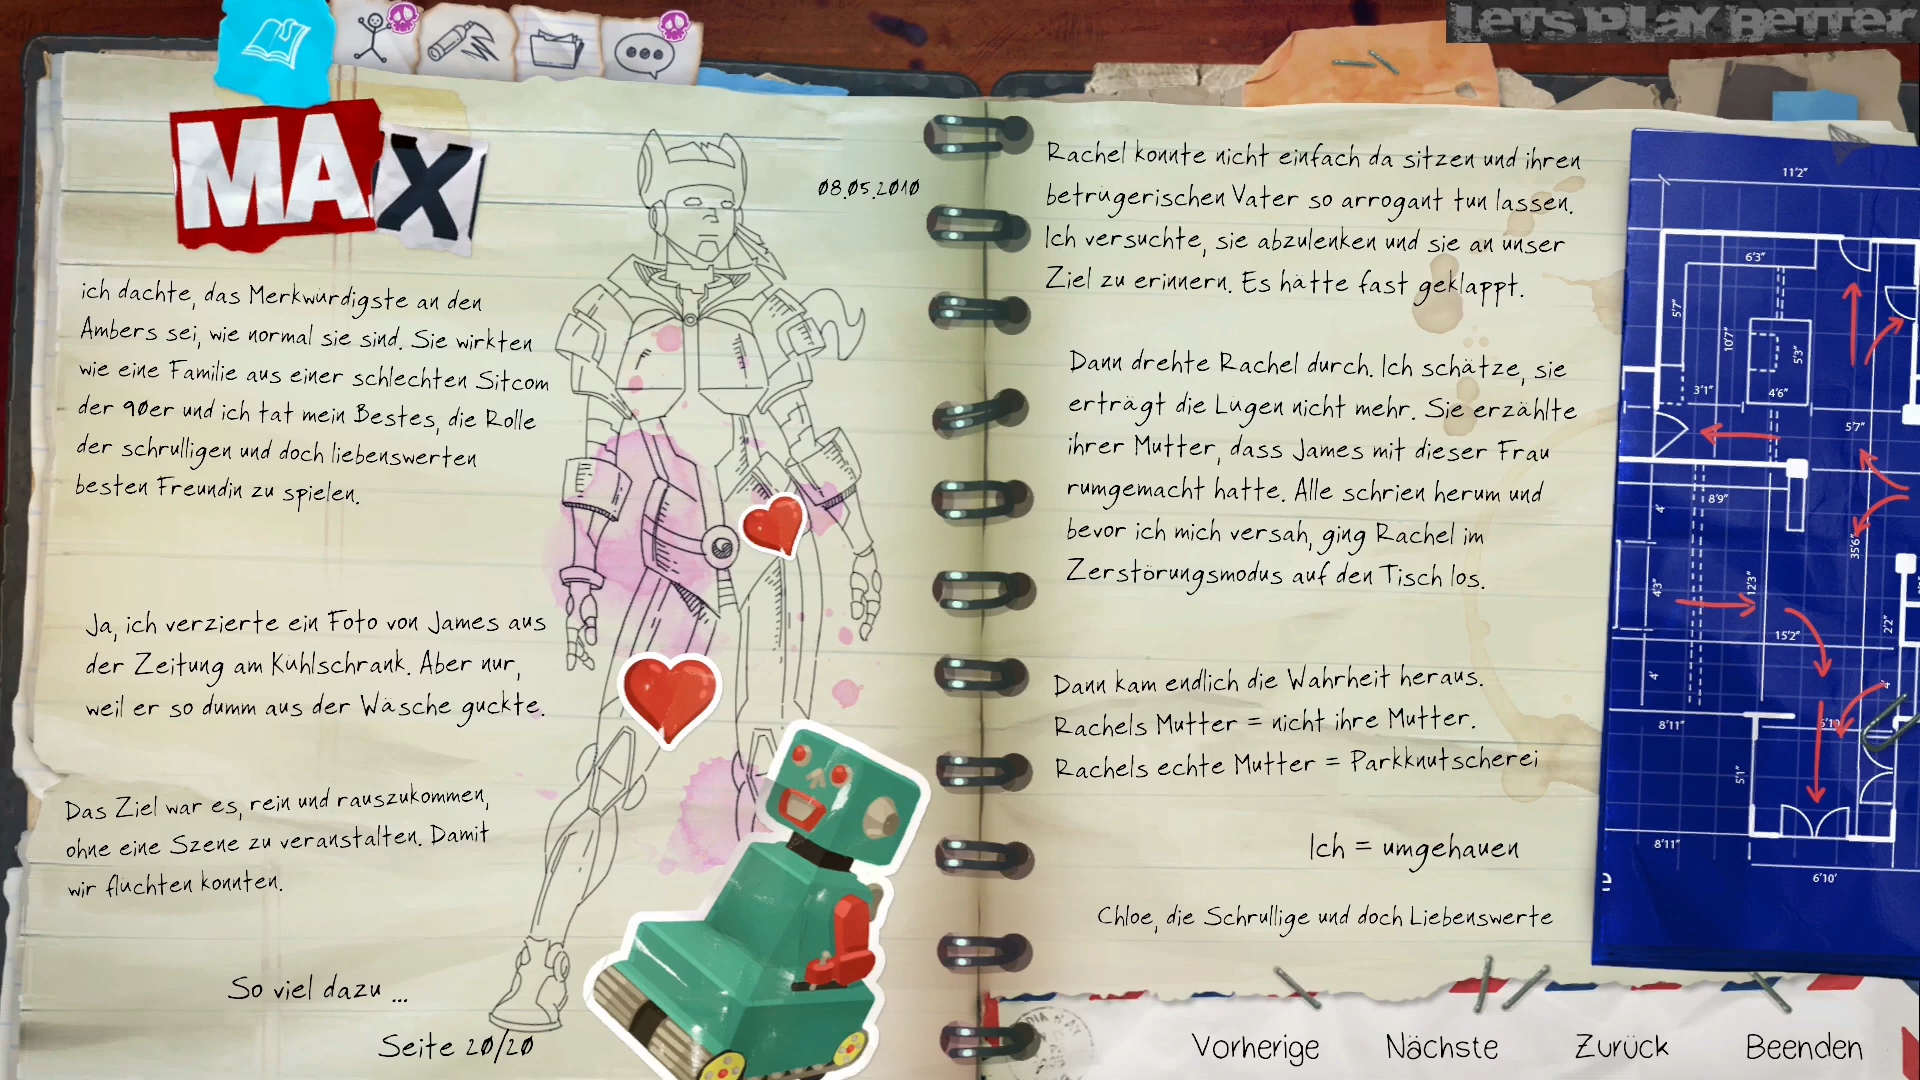 LETS PLAY BETTER
MAX
08.05.2010
ich dachte, das Merkwürdigste an den
Ambers sei, wie normal sie sind. Sie wirkten
wie eine Familie aus einer schlechten Sitcom
der 90er und ich tat mein Bestes, die Rolle
der schrulligen und doch liebenswerten
besten Freundin zu spielen.
Ja, ich verzierte ein Foto von James aus
der Zeitung am Kühlschrank. Aber nur,
weil er so dumm aus der Wäsche guckte.
Das Ziel war es, rein und rauszukommen,
ohne eine Szene zu veranstalten. Damit
wir flüchten konnten.
So viel dazu ...
Seite 20/20
Rachel konnte nicht einfach da sitzen und ihren
betrügerischen Vater so arrogant tun lassen.
Ich versuchte, sie abzulenken und sie an unser
Ziel zu erinnern. Es hätte fast geklappt.
Dann drehte Rachel durch. Ich schätze, sie
erträgt die Lügen nicht mehr. Sie erzählte
ihrer Mutter, dass James mit dieser Frau
rumgemacht hatte. Alle schrien herum und
bevor ich mich versah, ging Rachel im
Zerstörungsmodus auf den Tisch los.
Dann kam endlich die Wahrheit heraus.
Rachels Mutter = nicht ihre Mutter.
Rachels echte Mutter = Parkknutscherei
Ich = umgehauen
Chloe, die Schrullige und doch Liebenswerte
11'2"
6'3"
5'7"
10'7"
5'3"
3'1"
4'6"
5'7"
8'9"
4'
35'6"
4'3"
12'3"
15'2"
2'2"
4'
4'
8'11"
5'1"
8'11"
6'10'
Vorherige
Nächste
Zurück
Beenden